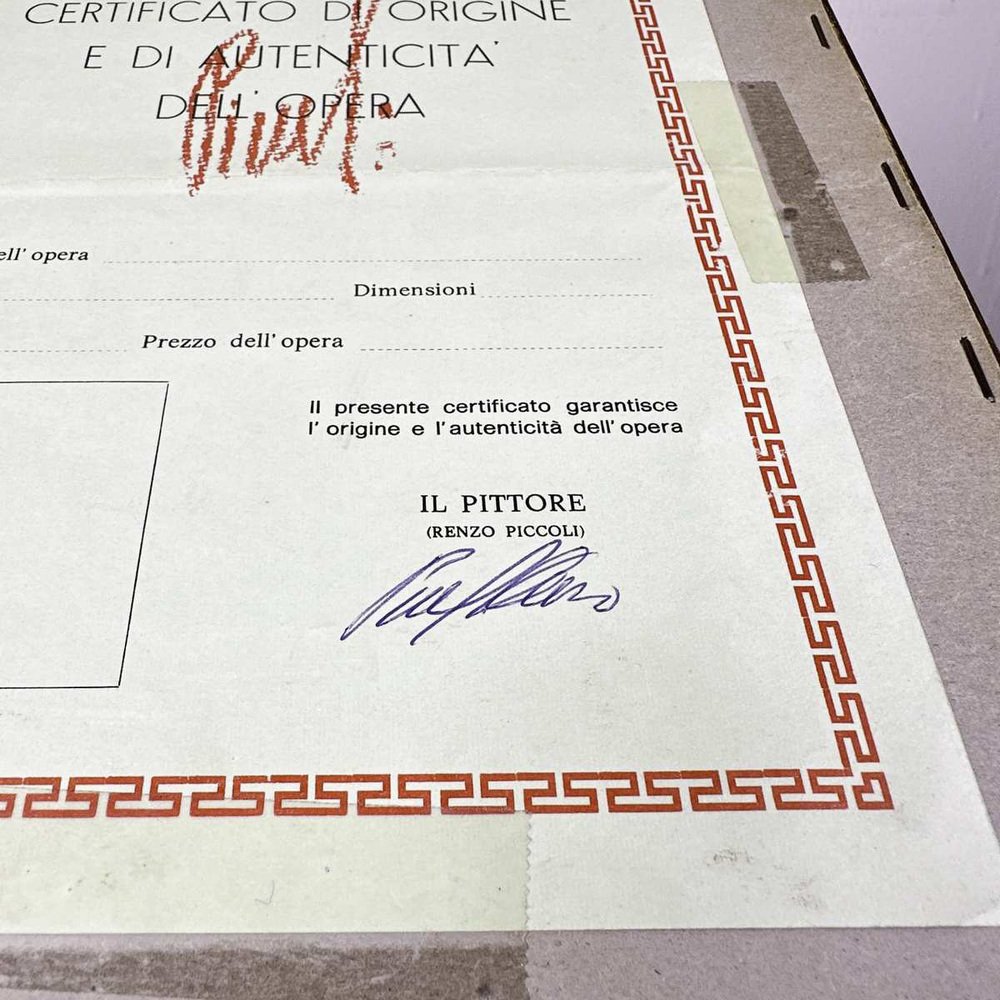 CERTIFICATO DI ORIGINE
E DI AUTENTICITA'
DELL' OPERA
ell' opera
Dimensioni
Prezzo dell' opera
Il presente certificato garantisce
l' origine e l'autenticità dell' opera
IL PITTORE
(RENZO PICCOLI)